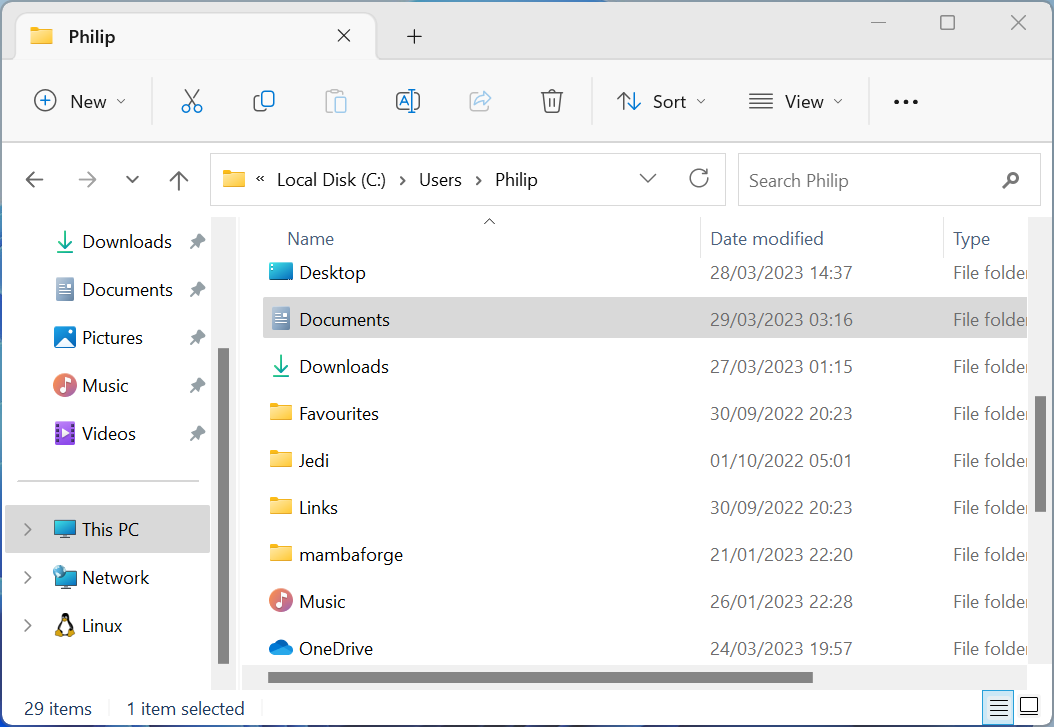 Philip
New
Sort
View
« Local Disk (C:) > Users > Philip
Search Philip
Downloads
Documents
Pictures
Music
Videos
This PC
Network
Linux
Name Date modified Type
Desktop 28/03/2023 14:37 File folde
Documents 29/03/2023 03:16 File folde
Downloads 27/03/2023 01:15 File folde
Favourites 30/09/2022 20:23 File folde
Jedi 01/10/2022 05:01 File folde
Links 30/09/2022 20:23 File folde
mambaforge 21/01/2023 22:20 File folde
Music 26/01/2023 22:28 File folde
OneDrive 24/03/2023 19:57 File folde
29 items 1 item selected